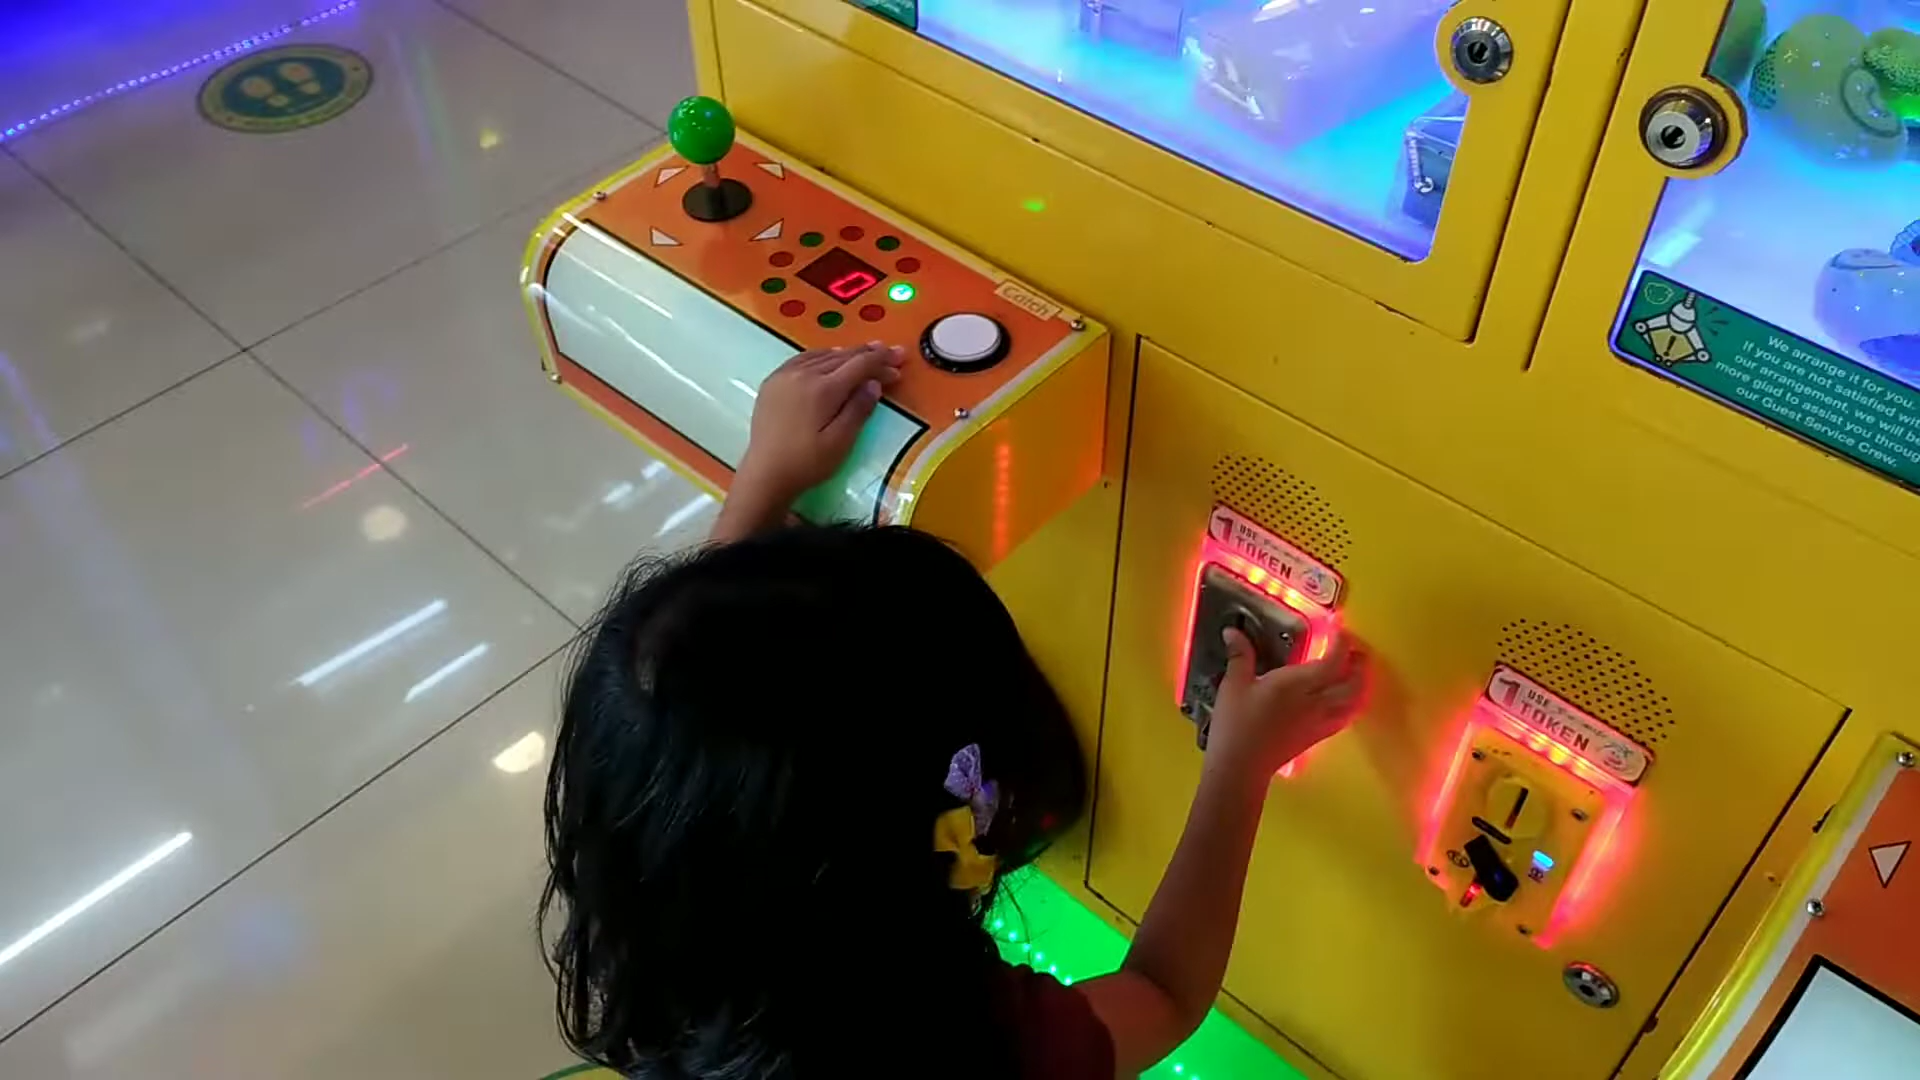 0
Catch
We arrange it for you.
If you are not satisfied with
our arrangement, we will be
more glad to assist you through
our Guest Service Crew.
1 USE
TOKEN
1 USE
TOKEN